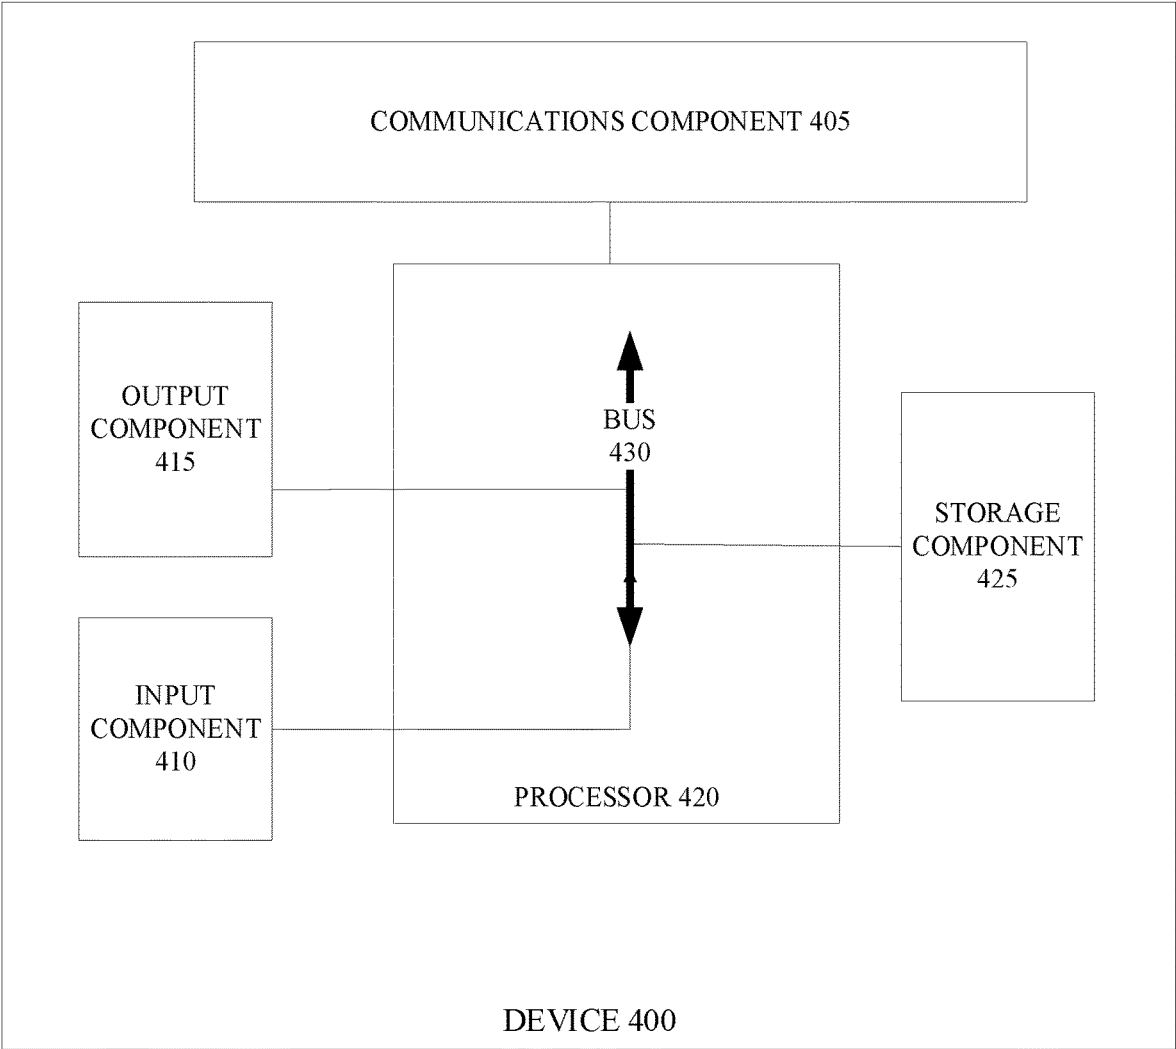 COMMUNICATIONS COMPONENT 405
OUTPUT
COMPONENT
415
BUS
430
STORAGE
COMPONENT
425
INPUT
COMPONENT
410
PROCESSOR 420
DEVICE 400